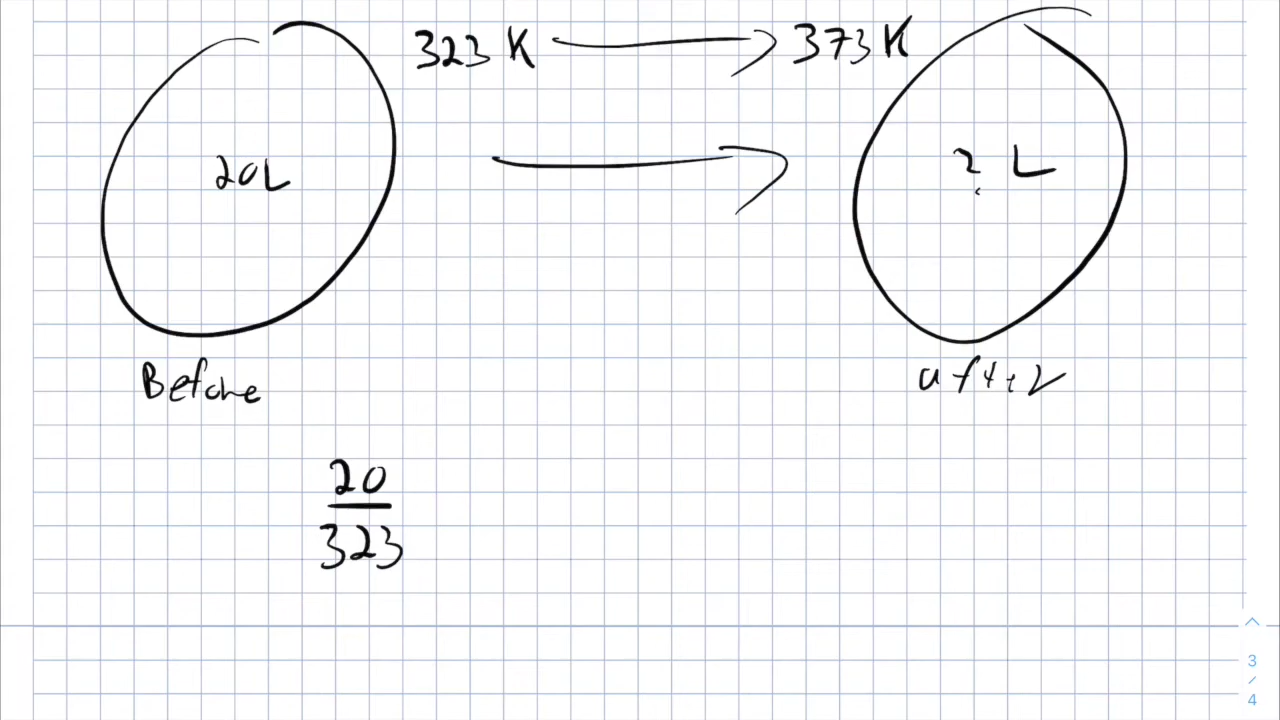 323 K → 373 K
20L → ? L
Before after
20
323
3
/
4